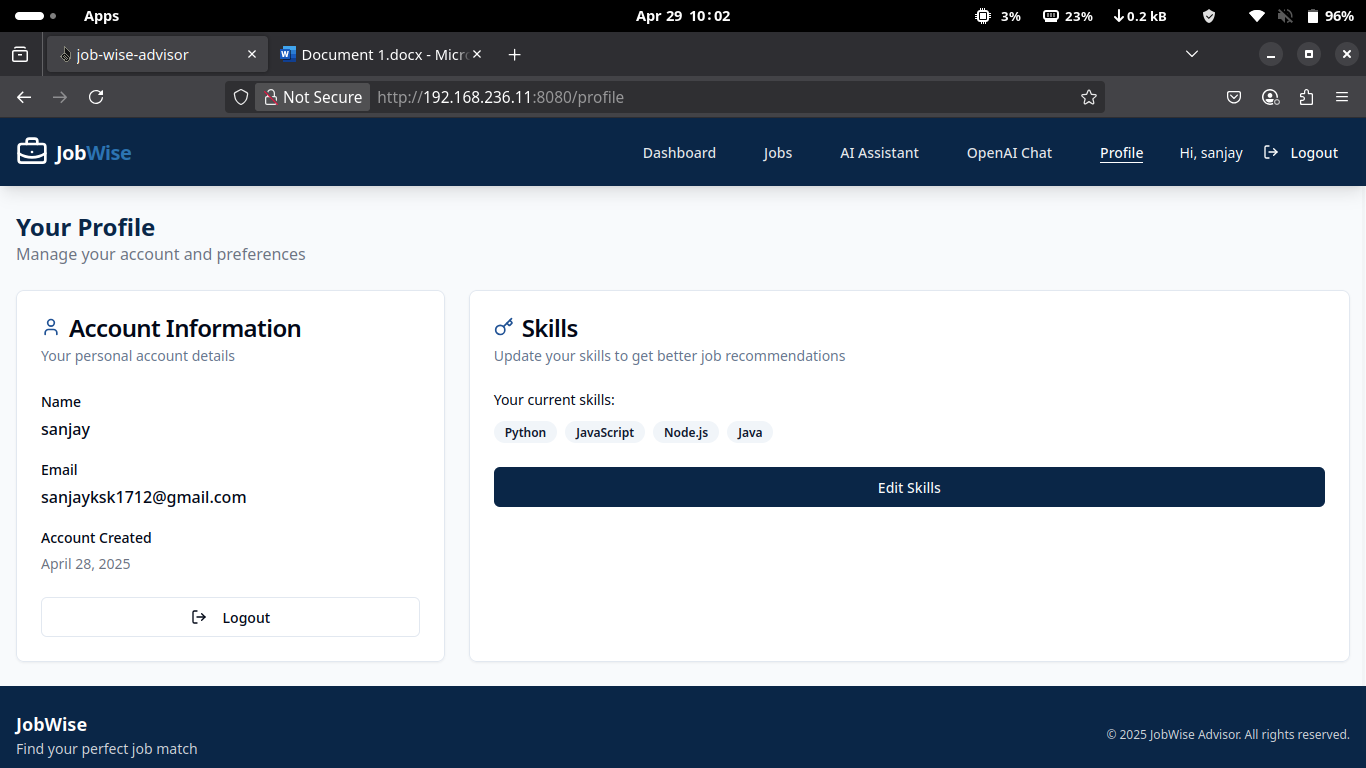 Apps
Apr 29 10:02
3%
23%
0.2 kB
96%
job-wise-advisor
Document 1.docx - Micr
Not Secure
http://192.168.236.11:8080/profile
JobWise
Dashboard
Jobs
AI Assistant
OpenAI Chat
Profile
Hi, sanjay
Logout
Your Profile
Manage your account and preferences
Account Information
Your personal account details
Name
sanjay
Email
sanjayksk1712@gmail.com
Account Created
April 28, 2025
Logout
Skills
Update your skills to get better job recommendations
Your current skills:
Python JavaScript Node.js Java
Edit Skills
JobWise
Find your perfect job match
© 2025 JobWise Advisor. All rights reserved.